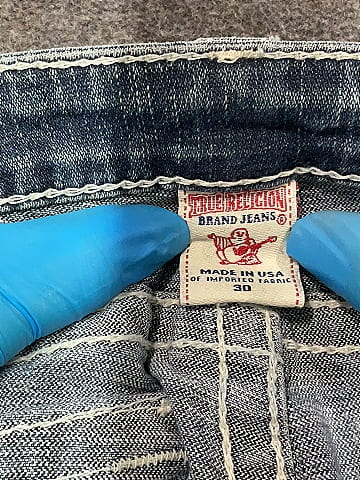 TRUE RELIGION
BRAND JEANS®
MADE IN USA
OF IMPORTED FABRIC
30